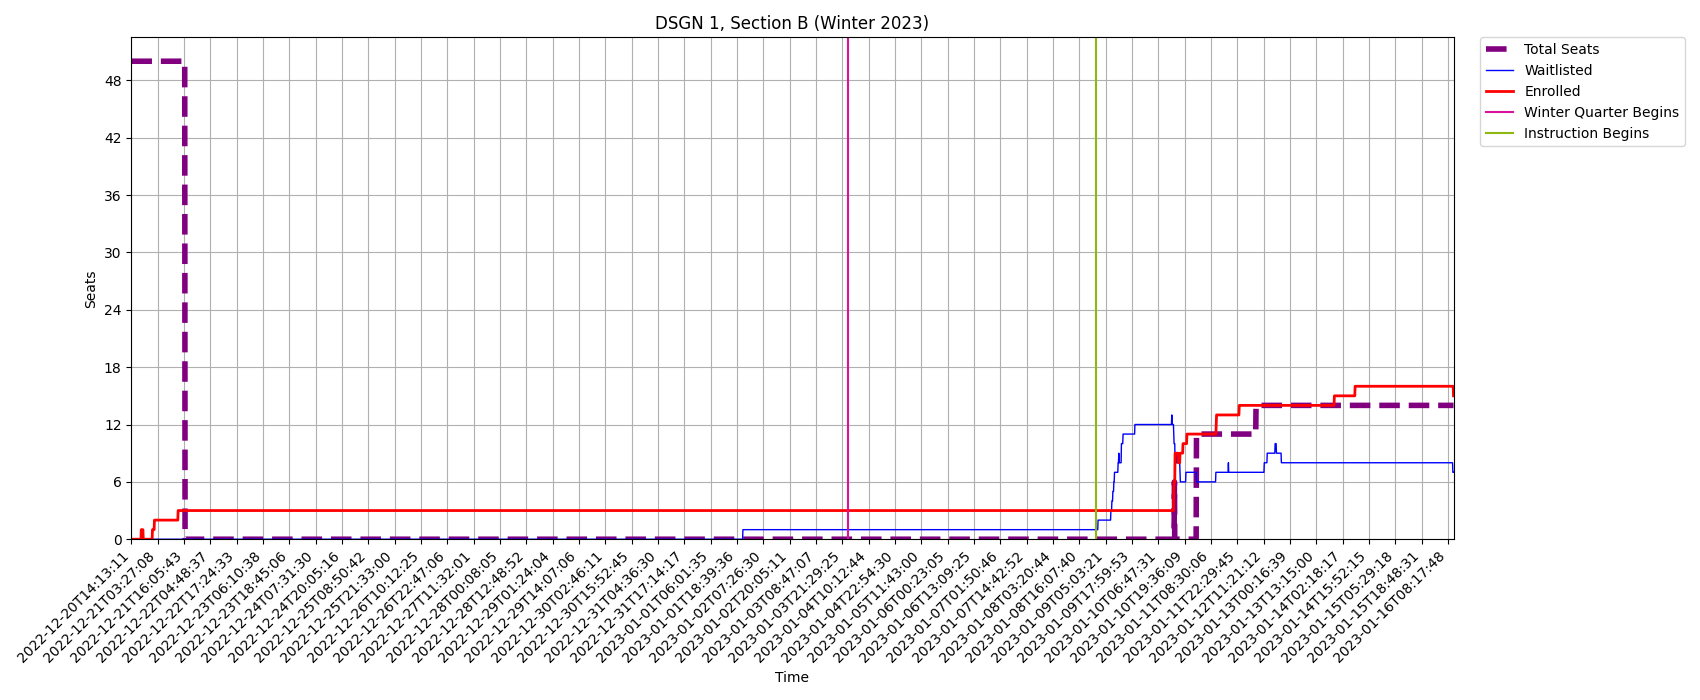 DSGN 1, Section B (Winter 2023)
Total Seats
Waitlisted
Enrolled
Winter Quarter Begins
Instruction Begins
Seats
48
42
36
30
24
18
12
6
0
2022-12-20T14:13:11
2022-12-21T03:27:08
2022-12-21T16:05:43
2022-12-22T04:48:37
2022-12-22T17:24:33
2022-12-23T06:10:38
2022-12-23T18:45:06
2022-12-24T07:31:30
2022-12-24T20:05:16
2022-12-25T08:50:42
2022-12-25T21:33:00
2022-12-26T10:12:25
2022-12-26T22:47:06
2022-12-27T11:32:01
2022-12-28T00:08:05
2022-12-28T12:48:52
2022-12-29T01:24:04
2022-12-29T14:07:06
2022-12-30T02:46:11
2022-12-30T15:52:45
2022-12-31T04:36:30
2022-12-31T17:14:17
2023-01-01T06:01:35
2023-01-01T18:39:36
2023-01-02T07:26:30
2023-01-02T20:05:11
2023-01-03T08:47:07
2023-01-03T21:29:25
2023-01-04T10:12:44
2023-01-04T22:54:30
2023-01-05T11:43:00
2023-01-06T00:23:05
2023-01-06T13:09:25
2023-01-07T01:50:46
2023-01-07T14:42:52
2023-01-08T03:20:44
2023-01-08T16:07:40
2023-01-09T05:03:21
2023-01-09T17:59:53
2023-01-10T06:47:31
2023-01-10T19:36:09
2023-01-11T08:30:06
2023-01-11T22:29:45
2023-01-12T11:21:12
2023-01-13T00:16:39
2023-01-13T13:15:00
2023-01-14T02:18:17
2023-01-14T15:52:15
2023-01-15T05:29:18
2023-01-15T18:48:31
2023-01-16T08:17:48
Time